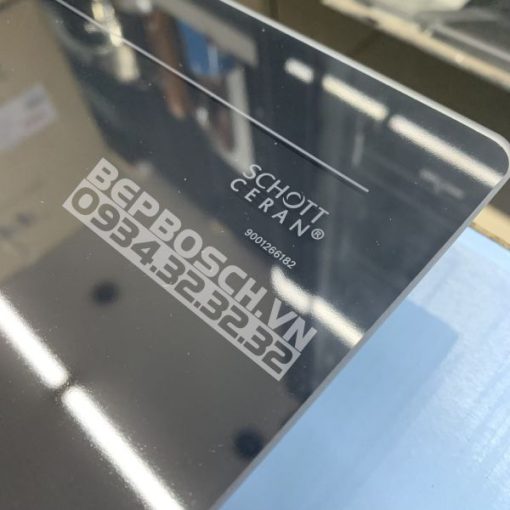 SCHOTT
CERAN®
9001266182
BEPBOSCH.VN
0934.32.32.32